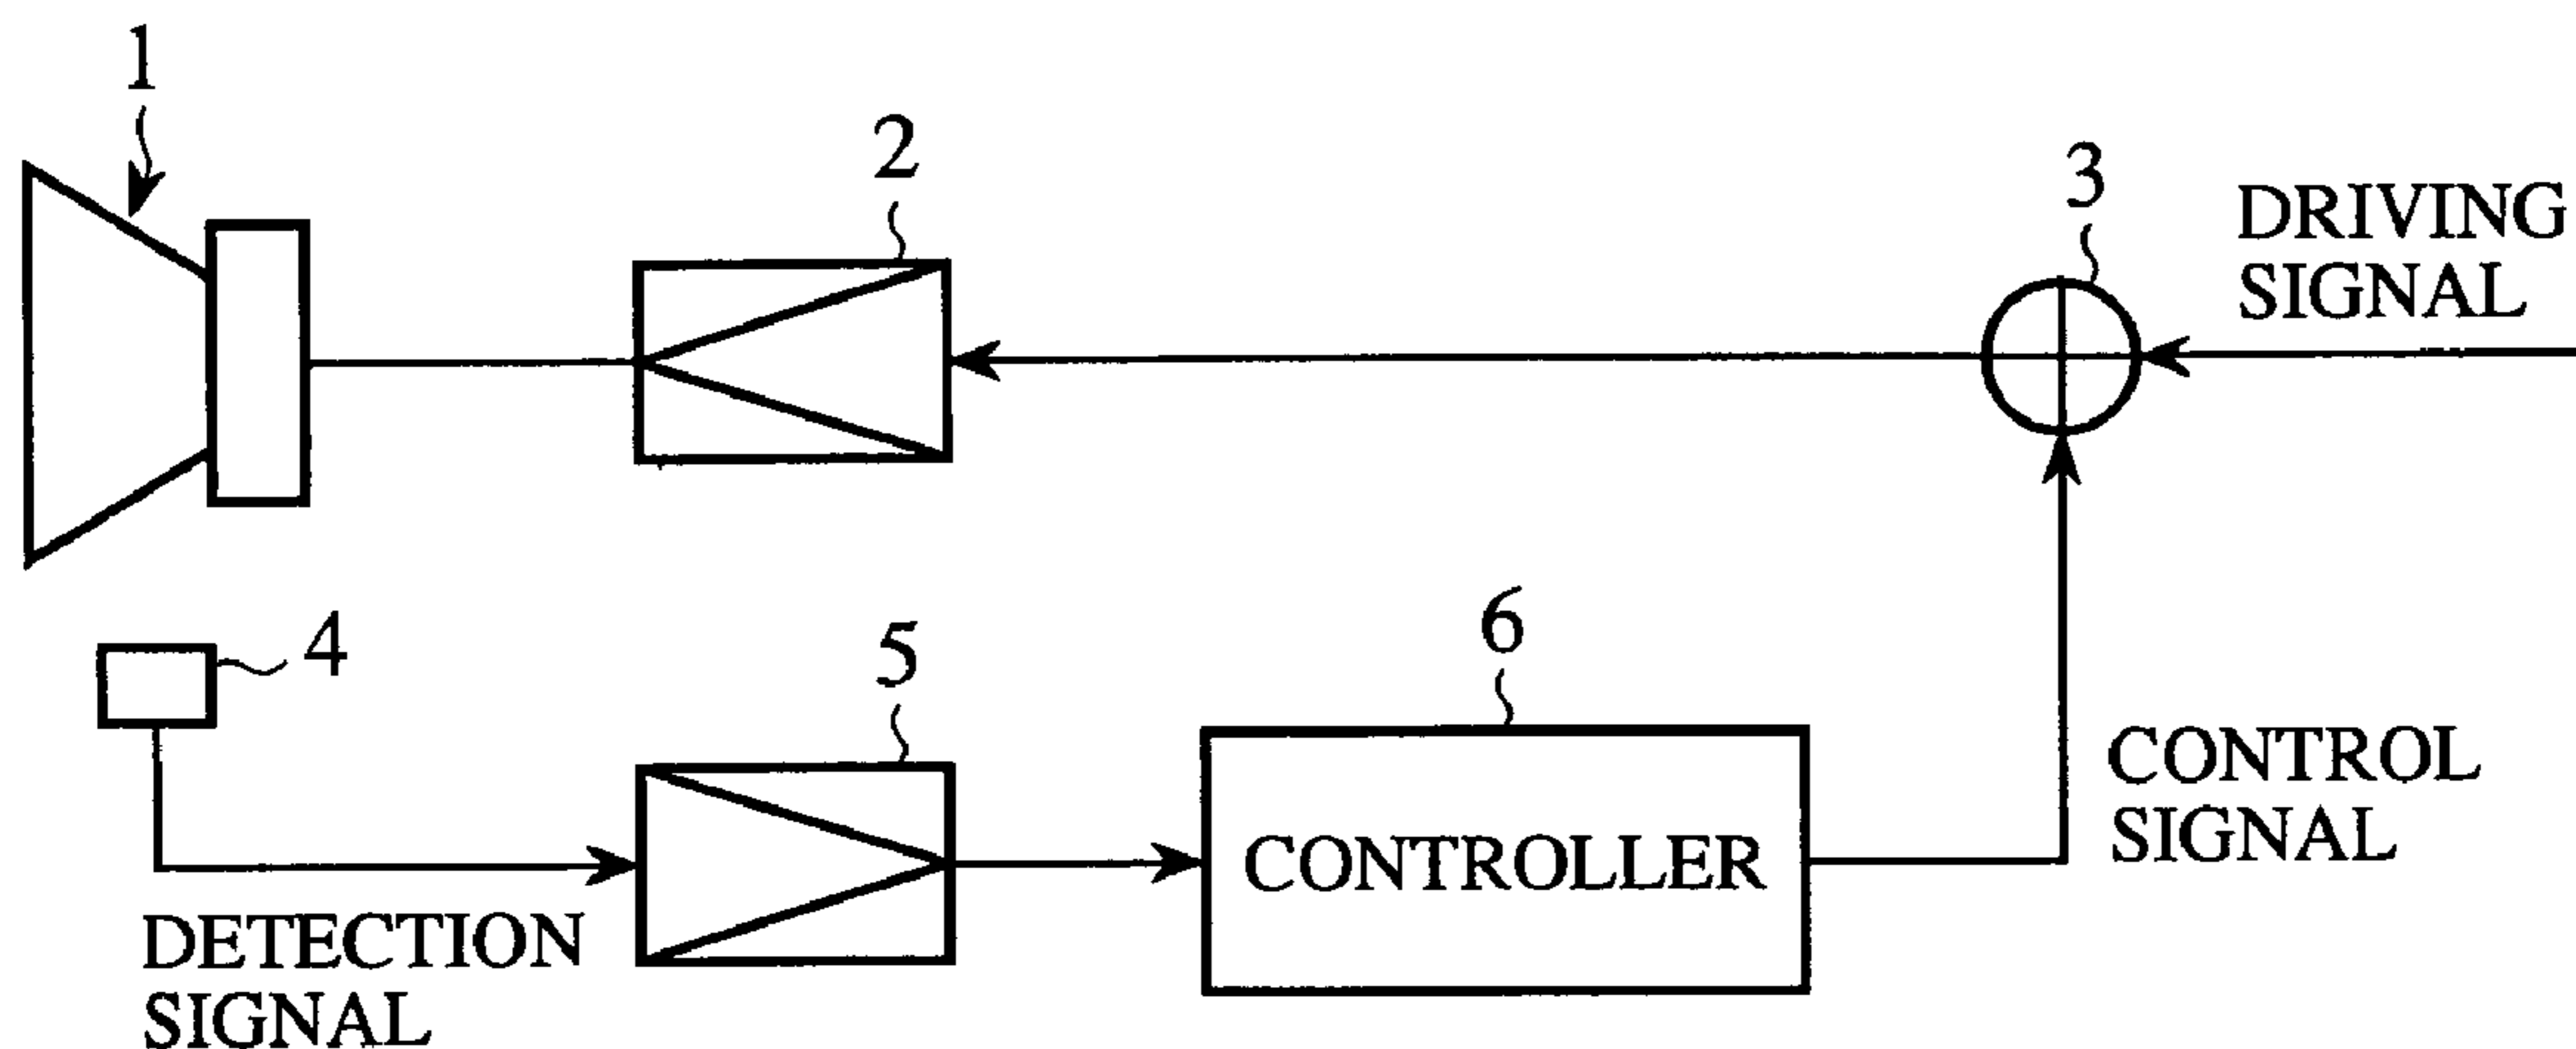 1
2
3
DRIVING
SIGNAL
4
5
6
CONTROLLER
CONTROL
SIGNAL
DETECTION
SIGNAL